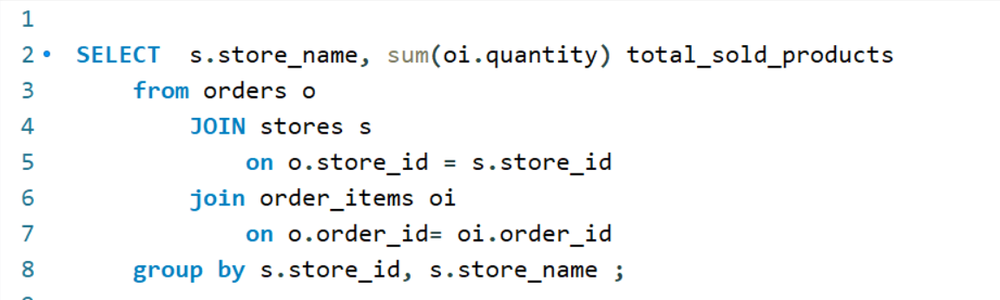 1
2 SELECT s.store_name, sum(oi.quantity) total_sold_products
3 from orders o
4 JOIN stores s
5 on o.store_id = s.store_id
6 join order_items oi
7 on o.order_id= oi.order_id
8 group by s.store_id, s.store_name ;